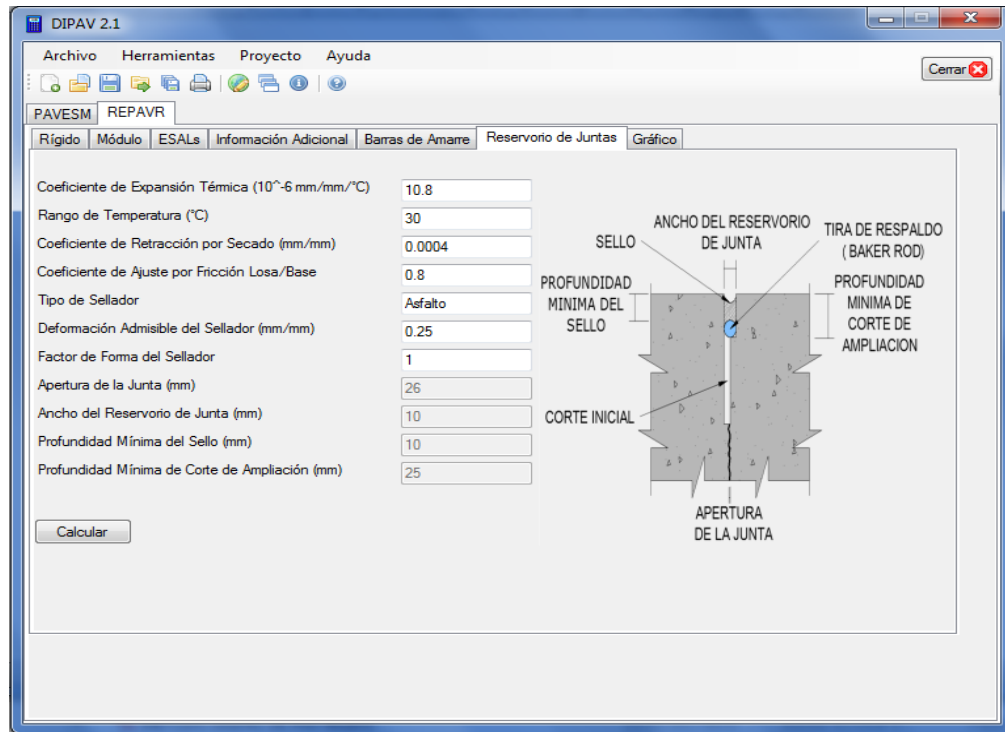 DIPAV 2.1
Archivo Herramientas Proyecto Ayuda
Cerrar
PAVESM REPAVR
Rígido Módulo ESALs Información Adicional Barras de Amarre Reservorio de Juntas Gráfico
Coeficiente de Expansión Térmica (10^-6 mm/mm/°C) 10.8
Rango de Temperatura (°C) 30
Coeficiente de Retracción por Secado (mm/mm) 0.0004
Coeficiente de Ajuste por Fricción Losa/Base 0.8
Tipo de Sellador Asfalto
Deformación Admisible del Sellador (mm/mm) 0.25
Factor de Forma del Sellador 1
Apertura de la Junta (mm) 26
Ancho del Reservorio de Junta (mm) 10
Profundidad Mínima del Sello (mm) 10
Profundidad Mínima de Corte de Ampliación (mm) 25
Calcular
ANCHO DEL RESERVORIO
DE JUNTA
SELLO
TIRA DE RESPALDO
( BAKER ROD)
PROFUNDIDAD
MINIMA DEL
SELLO
PROFUNDIDAD
MINIMA DE
CORTE DE
AMPLIACION
CORTE INICIAL
APERTURA
DE LA JUNTA